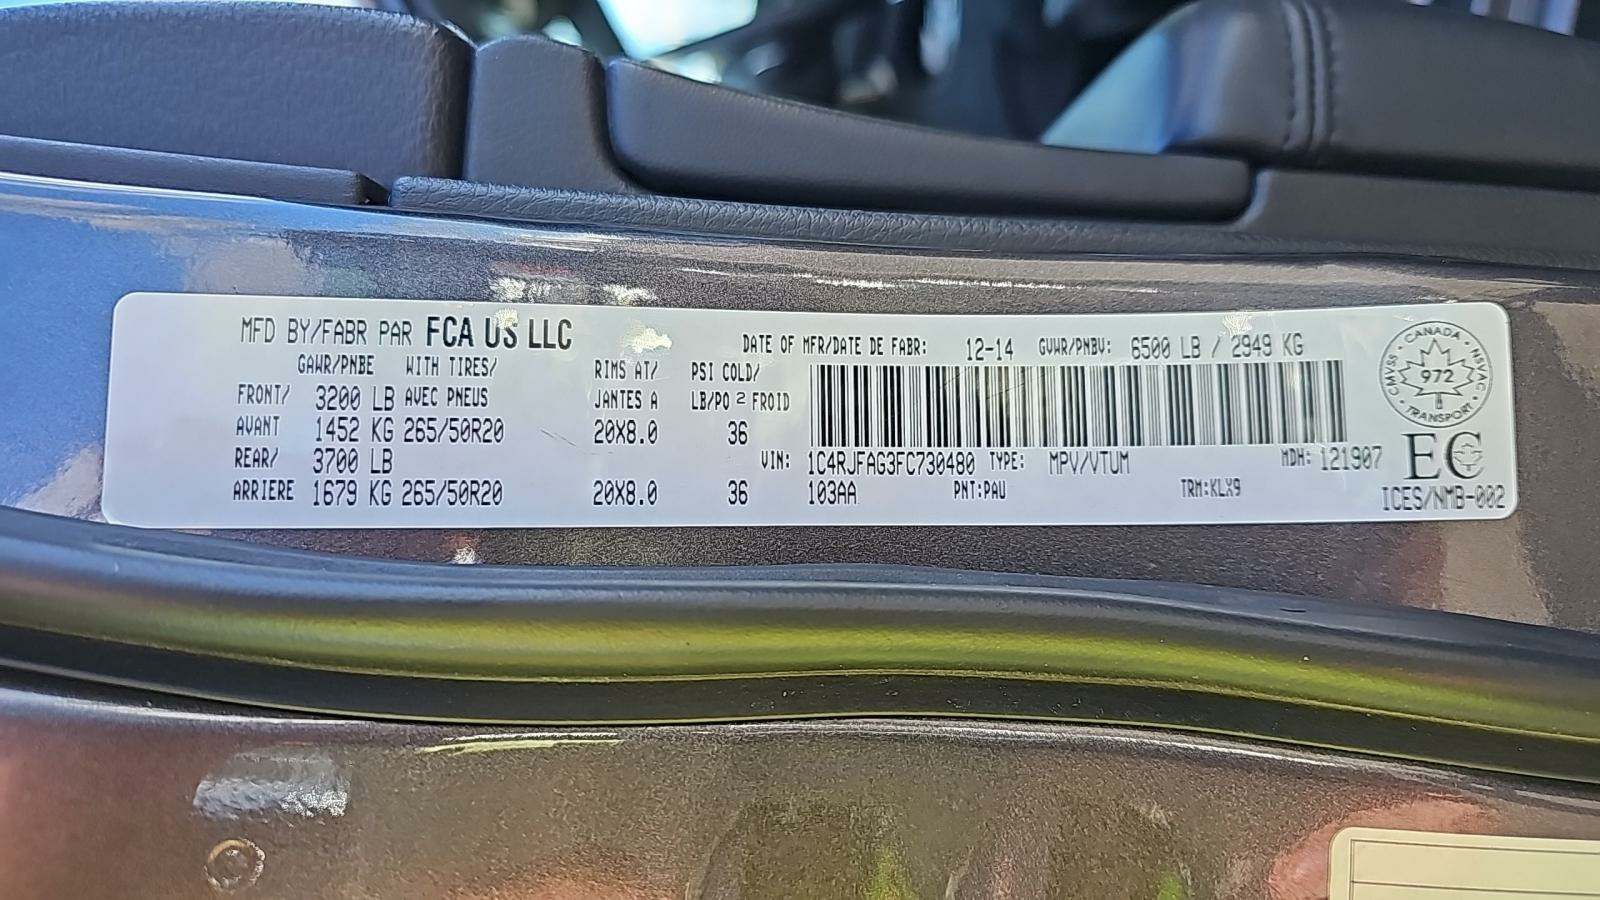 MFD BY/FABR PAR FCA US LLC
DATE OF MFR/DATE DE FABR: 12-14 GVWR/PNBV: 6500 LB / 2949 KG
GAWR/PNBE WITH TIRES/ RIMS AT/ PSI COLD/
FRONT/ 3200 LB AVEC PNEUS JANTES A LB/PO² FROID
AVANT 1452 KG 265/50R20 20X8.0 36
REAR/ 3700 LB
ARRIERE 1679 KG 265/50R20 20X8.0 36
VIN: 1C4RJFAG3FC730480 TYPE: MPV/VTUM MDH: 121907
103AA PNT:PAU TRM:KLX9
CANADA
CMVSS NSVAC
972
TRANSPORT
EC
ICES/NMB-002